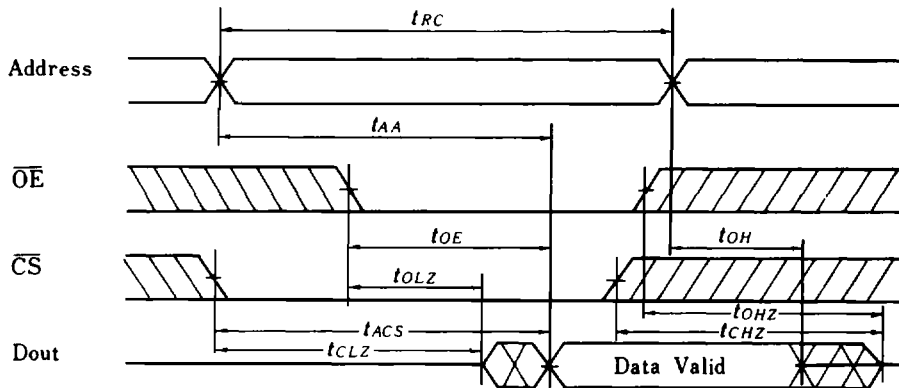 tRC
Address
tAA
OE
tOE
tOH
CS
tOLZ
tOHZ
tACS
tCHZ
tCLZ
Dout
Data Valid